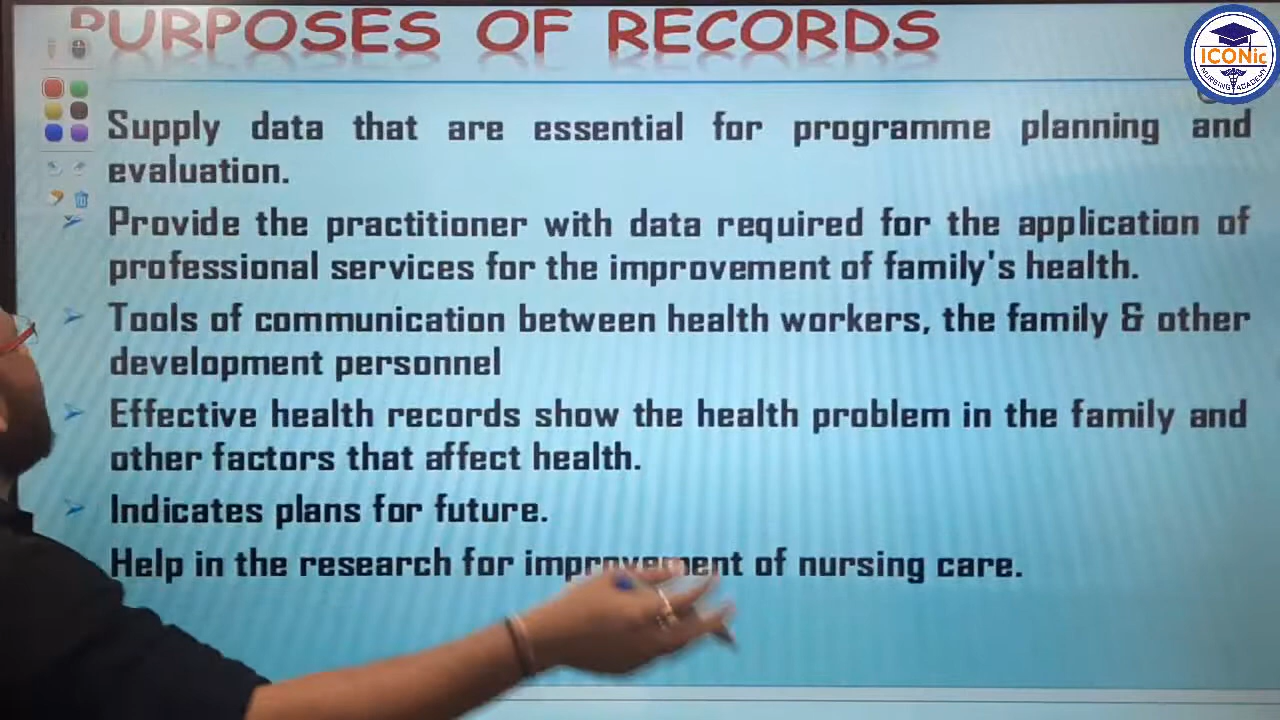 PURPOSES OF RECORDS
ICONic
NURSING ACADEMY
Supply data that are essential for programme planning and
evaluation.
Provide the practitioner with data required for the application of
professional services for the improvement of family's health.
Tools of communication between health workers, the family & other
development personnel
Effective health records show the health problem in the family and
other factors that affect health.
Indicates plans for future.
Help in the research for improvement of nursing care.